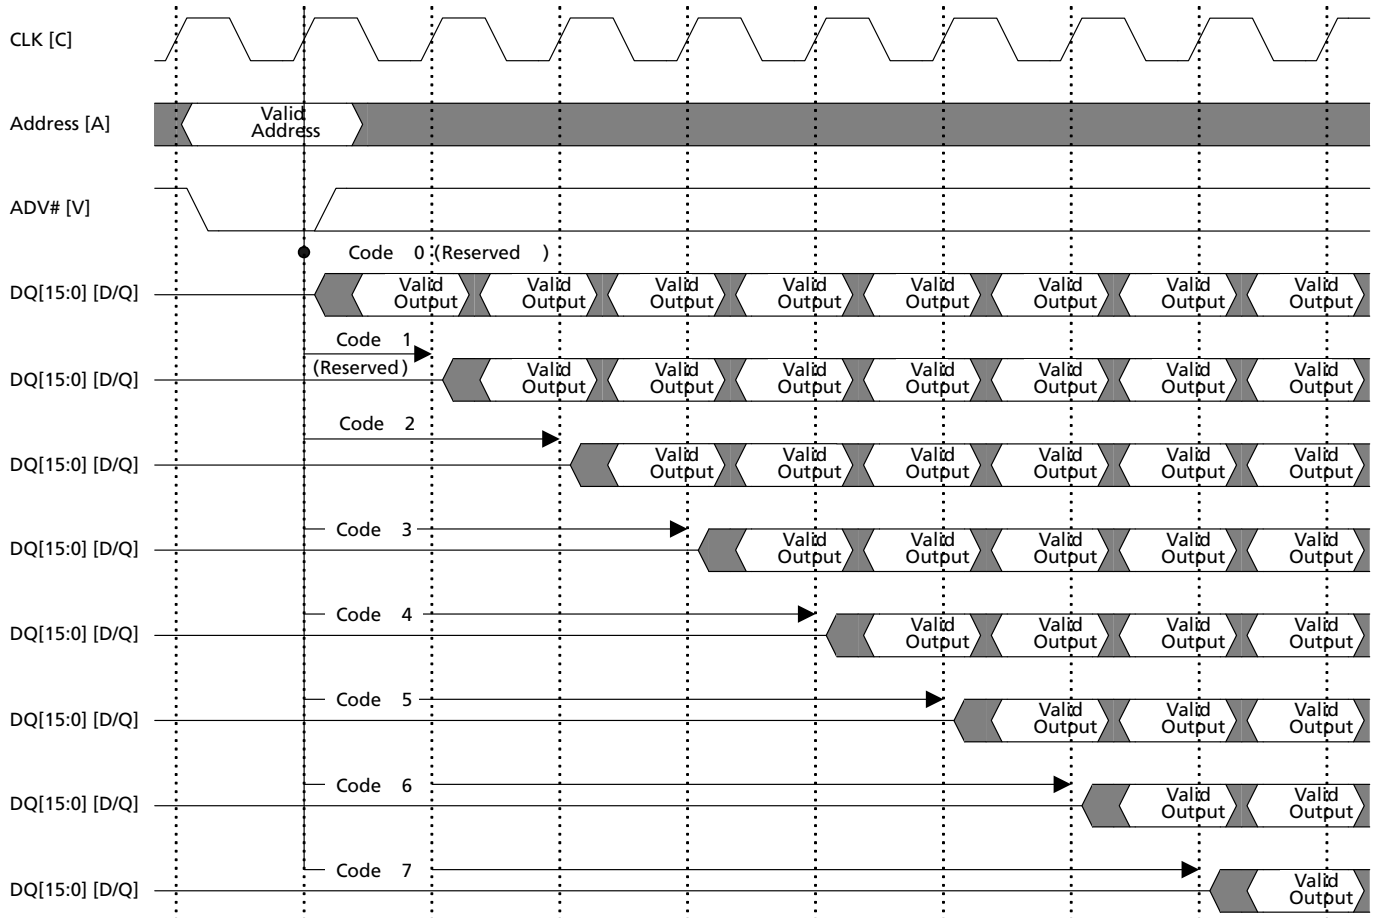 CLK [C]
Address [A]
Valid
Address
ADV# [V]
Code 0 (Reserved )
DQ[15:0] [D/Q]
Valid Valid Valid Valid Valid Valid Valid Valid
Output Output Output Output Output Output Output Output
Code 1
(Reserved)
DQ[15:0] [D/Q]
Valid Valid Valid Valid Valid Valid Valid
Output Output Output Output Output Output Output
Code 2
DQ[15:0] [D/Q]
Valid Valid Valid Valid Valid Valid
Output Output Output Output Output Output
Code 3
DQ[15:0] [D/Q]
Valid Valid Valid Valid Valid
Output Output Output Output Output
Code 4
DQ[15:0] [D/Q]
Valid Valid Valid Valid
Output Output Output Output
Code 5
DQ[15:0] [D/Q]
Valid Valid Valid
Output Output Output
Code 6
DQ[15:0] [D/Q]
Valid Valid
Output Output
Code 7
DQ[15:0] [D/Q]
Valid
Output